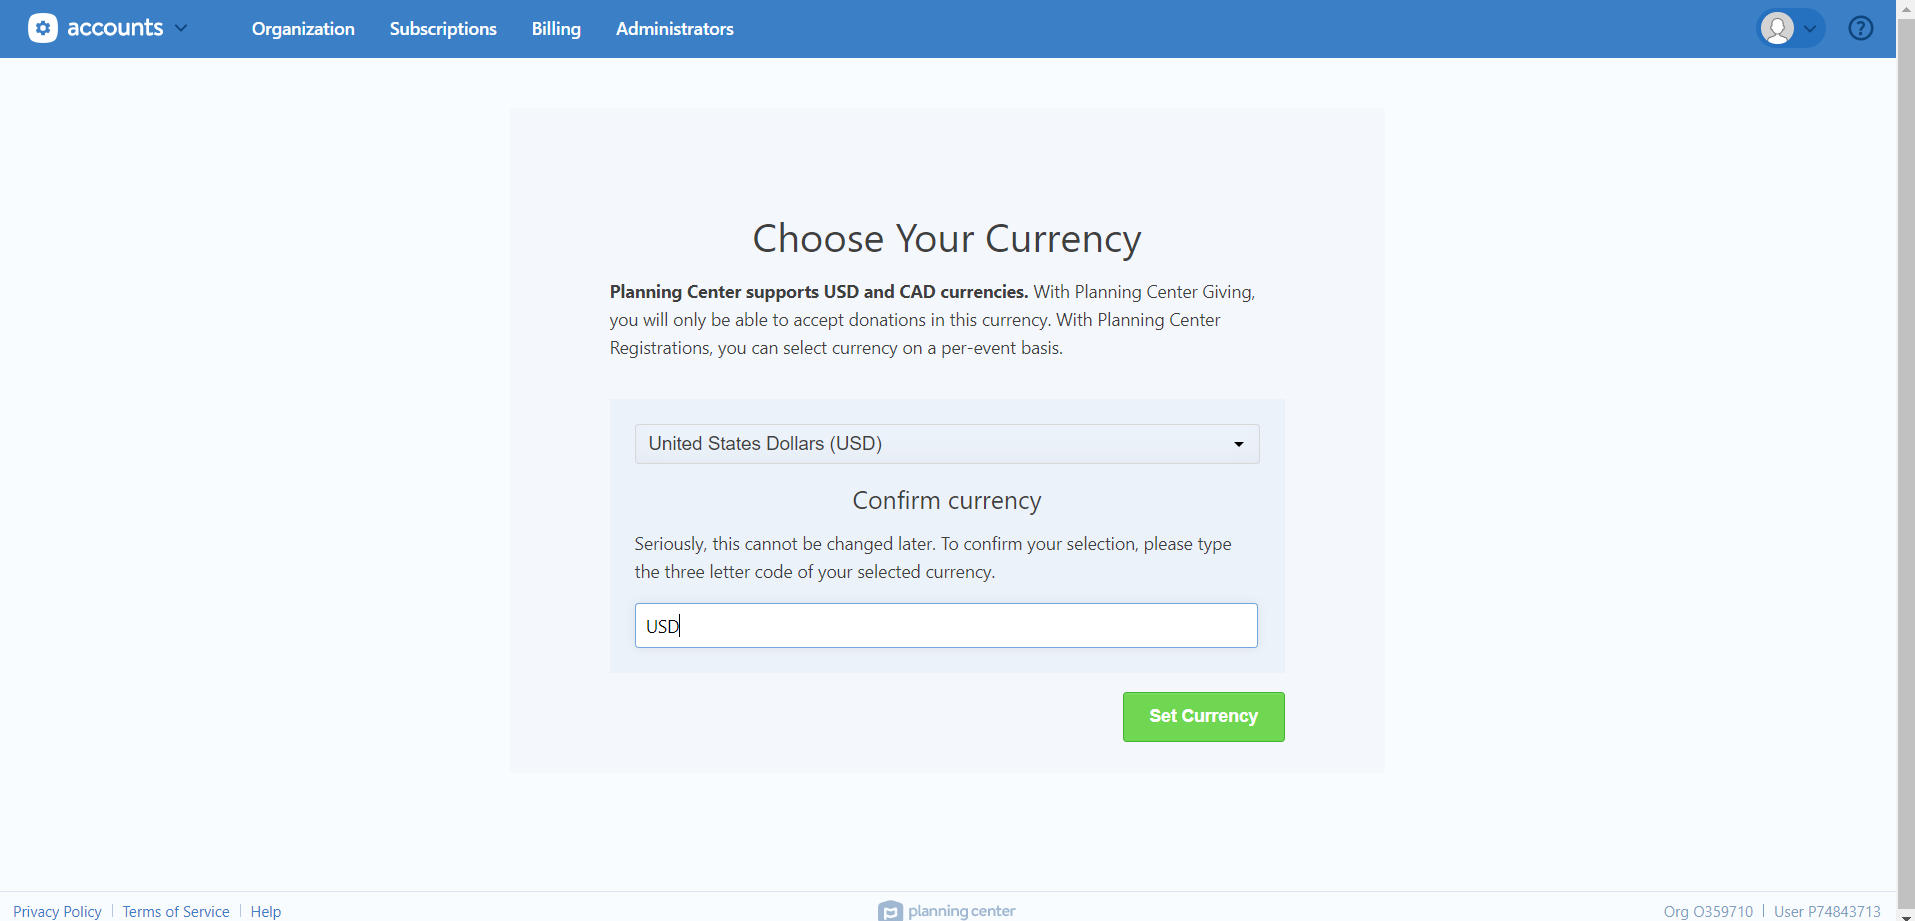 accounts
Organization
Subscriptions
Billing
Administrators
?
Choose Your Currency
Planning Center supports USD and CAD currencies. With Planning Center Giving,
you will only be able to accept donations in this currency. With Planning Center
Registrations, you can select currency on a per-event basis.
United States Dollars (USD)
Confirm currency
Seriously, this cannot be changed later. To confirm your selection, please type
the three letter code of your selected currency.
USD
Set Currency
Privacy Policy
Terms of Service
Help
planning center
Org O359710
User P74843713